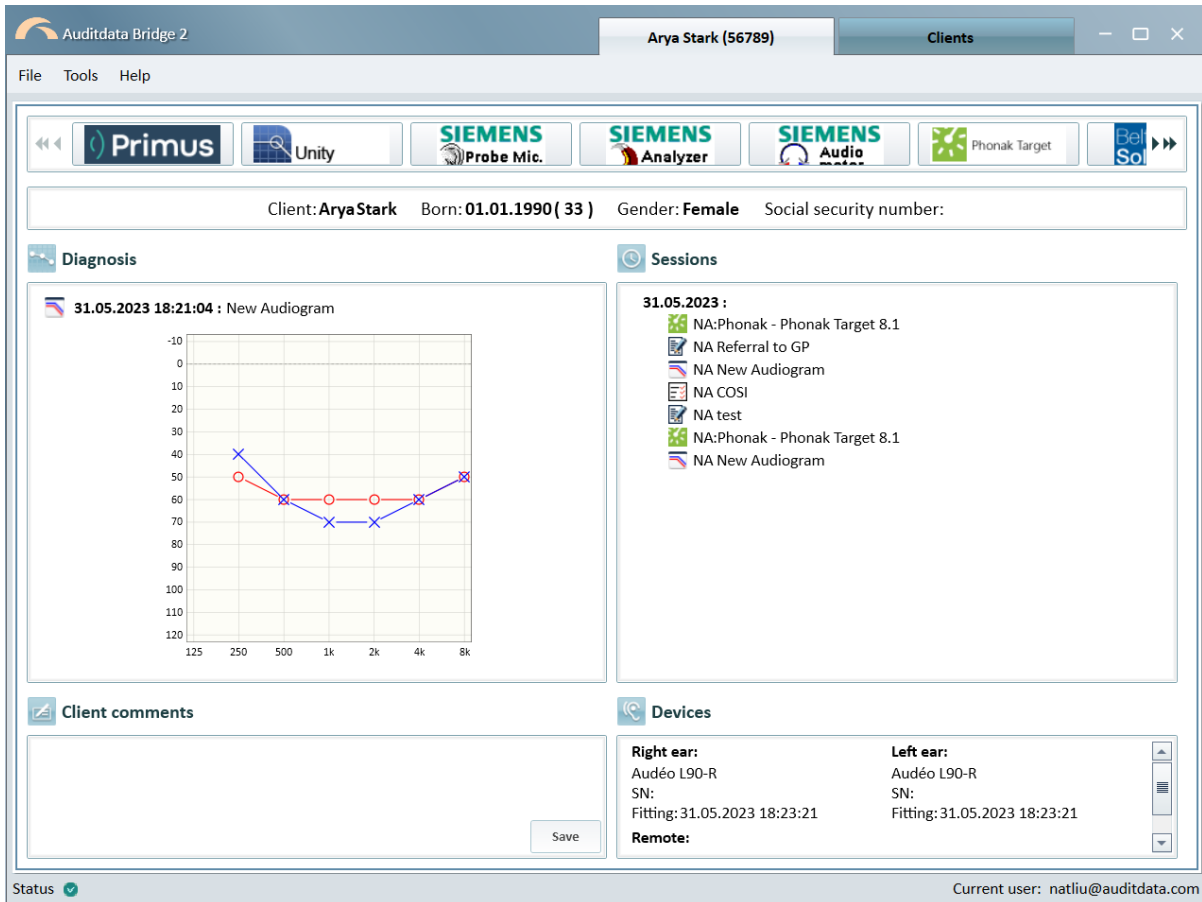 Auditdata Bridge 2
Arya Stark (56789)
Clients
File Tools Help
Primus
Unity
SIEMENS
Probe Mic.
SIEMENS
Analyzer
SIEMENS
Audio
Phonak Target
Sol
Client: Arya Stark Born: 01.01.1990 ( 33 ) Gender: Female Social security number:
Diagnosis
31.05.2023 18:21:04 : New Audiogram
-10
0
10
20
30
40
50
60
70
80
90
100
110
120
125 250 500 1k 2k 4k 8k
Sessions
31.05.2023 :
NA:Phonak - Phonak Target 8.1
NA Referral to GP
NA New Audiogram
NA COSI
NA test
NA:Phonak - Phonak Target 8.1
NA New Audiogram
Client comments
Save
Devices
Right ear:
Audéo L90-R
SN:
Fitting: 31.05.2023 18:23:21
Remote:
Left ear:
Audéo L90-R
SN:
Fitting: 31.05.2023 18:23:21
Status
Current user: natliu@auditdata.com